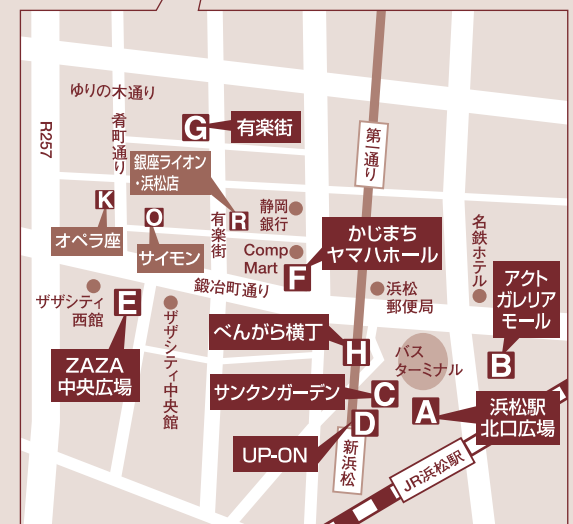 ゆりの木通り
R257
肴町通り
G
有楽街
第一通り
銀座ライオン
・浜松店
K
O
R
静岡
銀行
オペラ座
サイモン
有楽街
Comp
Mart
F
かじまち
ヤマハホール
名鉄ホテル
鍛冶町通り
ザザシティ
西館
E
ザザシティ中央館
浜松
郵便局
アクト
ガレリア
モール
べんがら横丁
H
バス
ターミナル
B
ZAZA
中央広場
サンクンガーデン
C
A
浜松駅
北口広場
D
UP-ON
新浜松
JR浜松駅